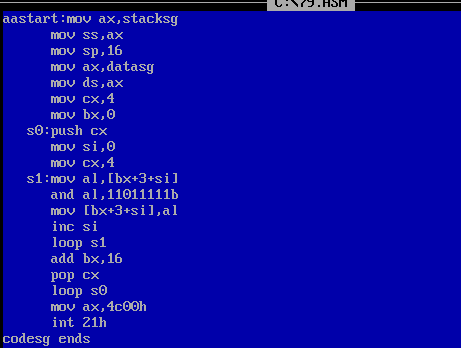 C:\79.ASM
aastart:mov ax,stacksg
mov ss,ax
mov sp,16
mov ax,datasg
mov ds,ax
mov cx,4
mov bx,0
s0:push cx
mov si,0
mov cx,4
s1:mov al,[bx+3+si]
and al,11011111b
mov [bx+3+si],al
inc si
loop s1
add bx,16
pop cx
loop s0
mov ax,4c00h
int 21h
codesg ends